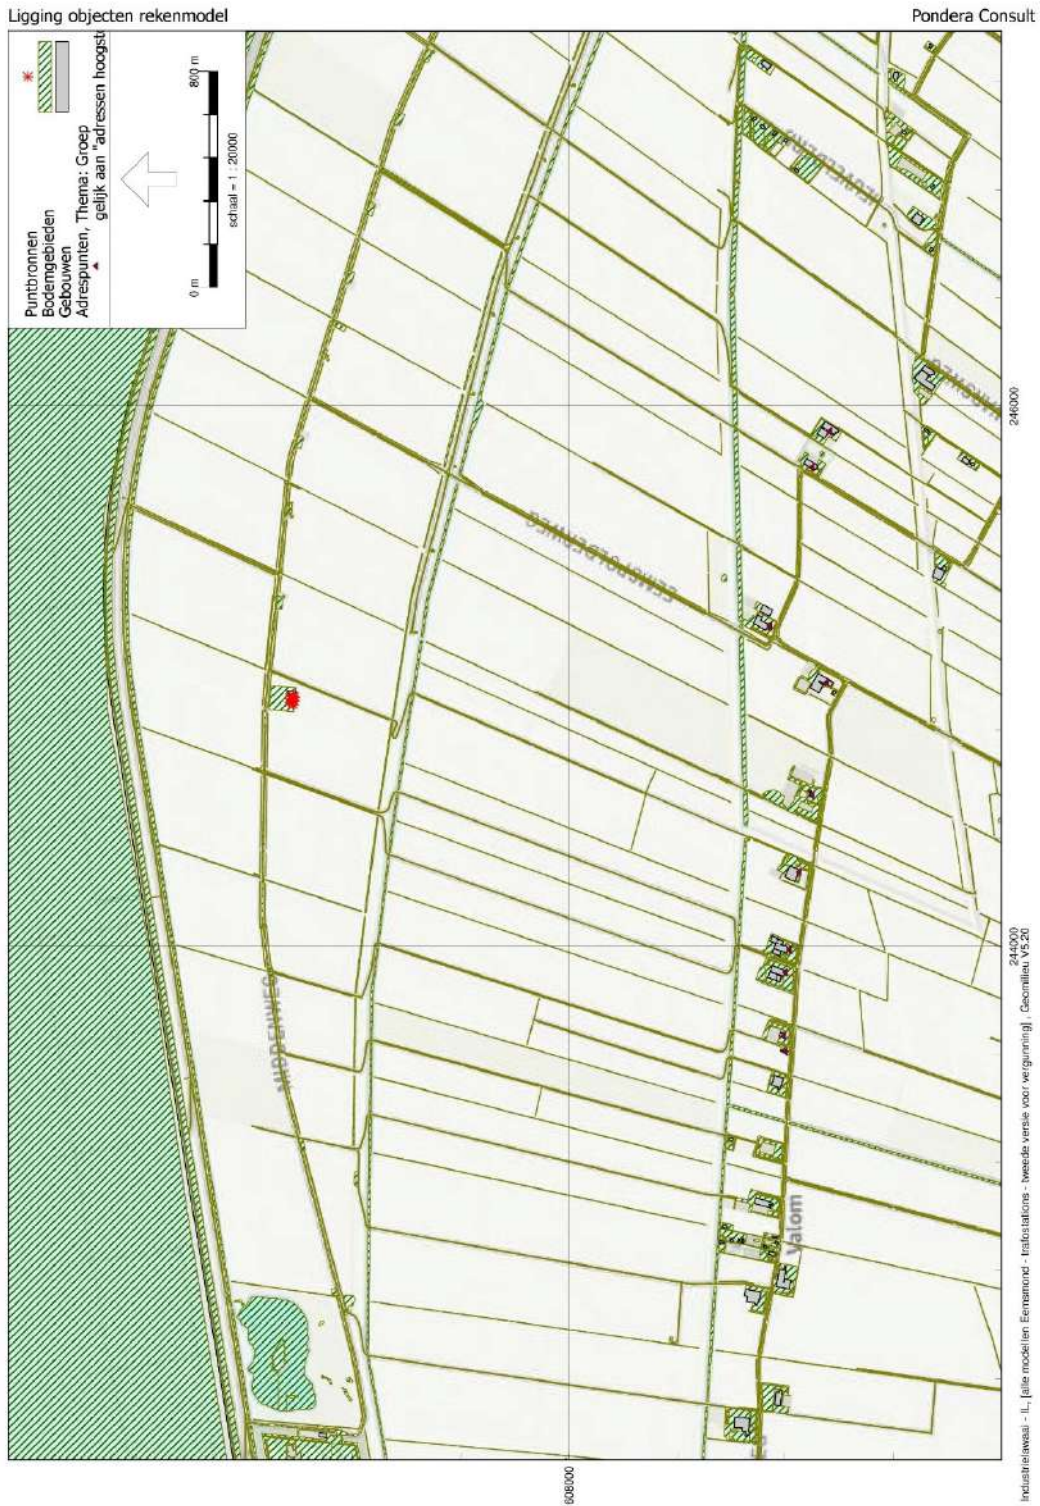 Ligging objecten rekenmodel
Pondera Consult
Puntbronnen
Bodemgebieden
Gebouwen
Adrespunten, Thema: Groep
gelijk aan "adressen hoogst
0 m
800 m
schaal = 1 : 20000
EEMSPOLDERWEG
MIDDENWEG
Valom
246000
244000
608000
Industrielawaai - IL, [alle modellen Eemsmond - trafostations - tweede versie voor vergunning] , Geomilieu V5.20